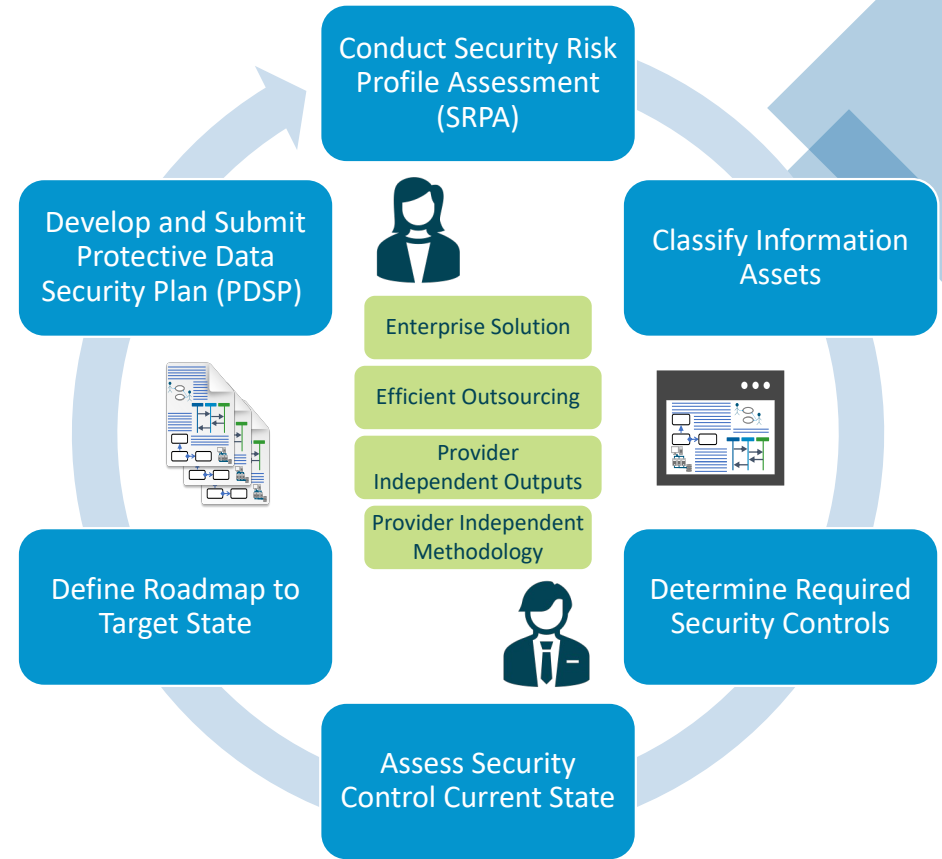 Conduct Security Risk
Profile Assessment
(SRPA)
Classify Information
Assets
Determine Required
Security Controls
Assess Security
Control Current State
Define Roadmap to
Target State
Develop and Submit
Protective Data
Security Plan (PDSP)
Enterprise Solution
Efficient Outsourcing
Provider
Independent Outputs
Provider Independent
Methodology